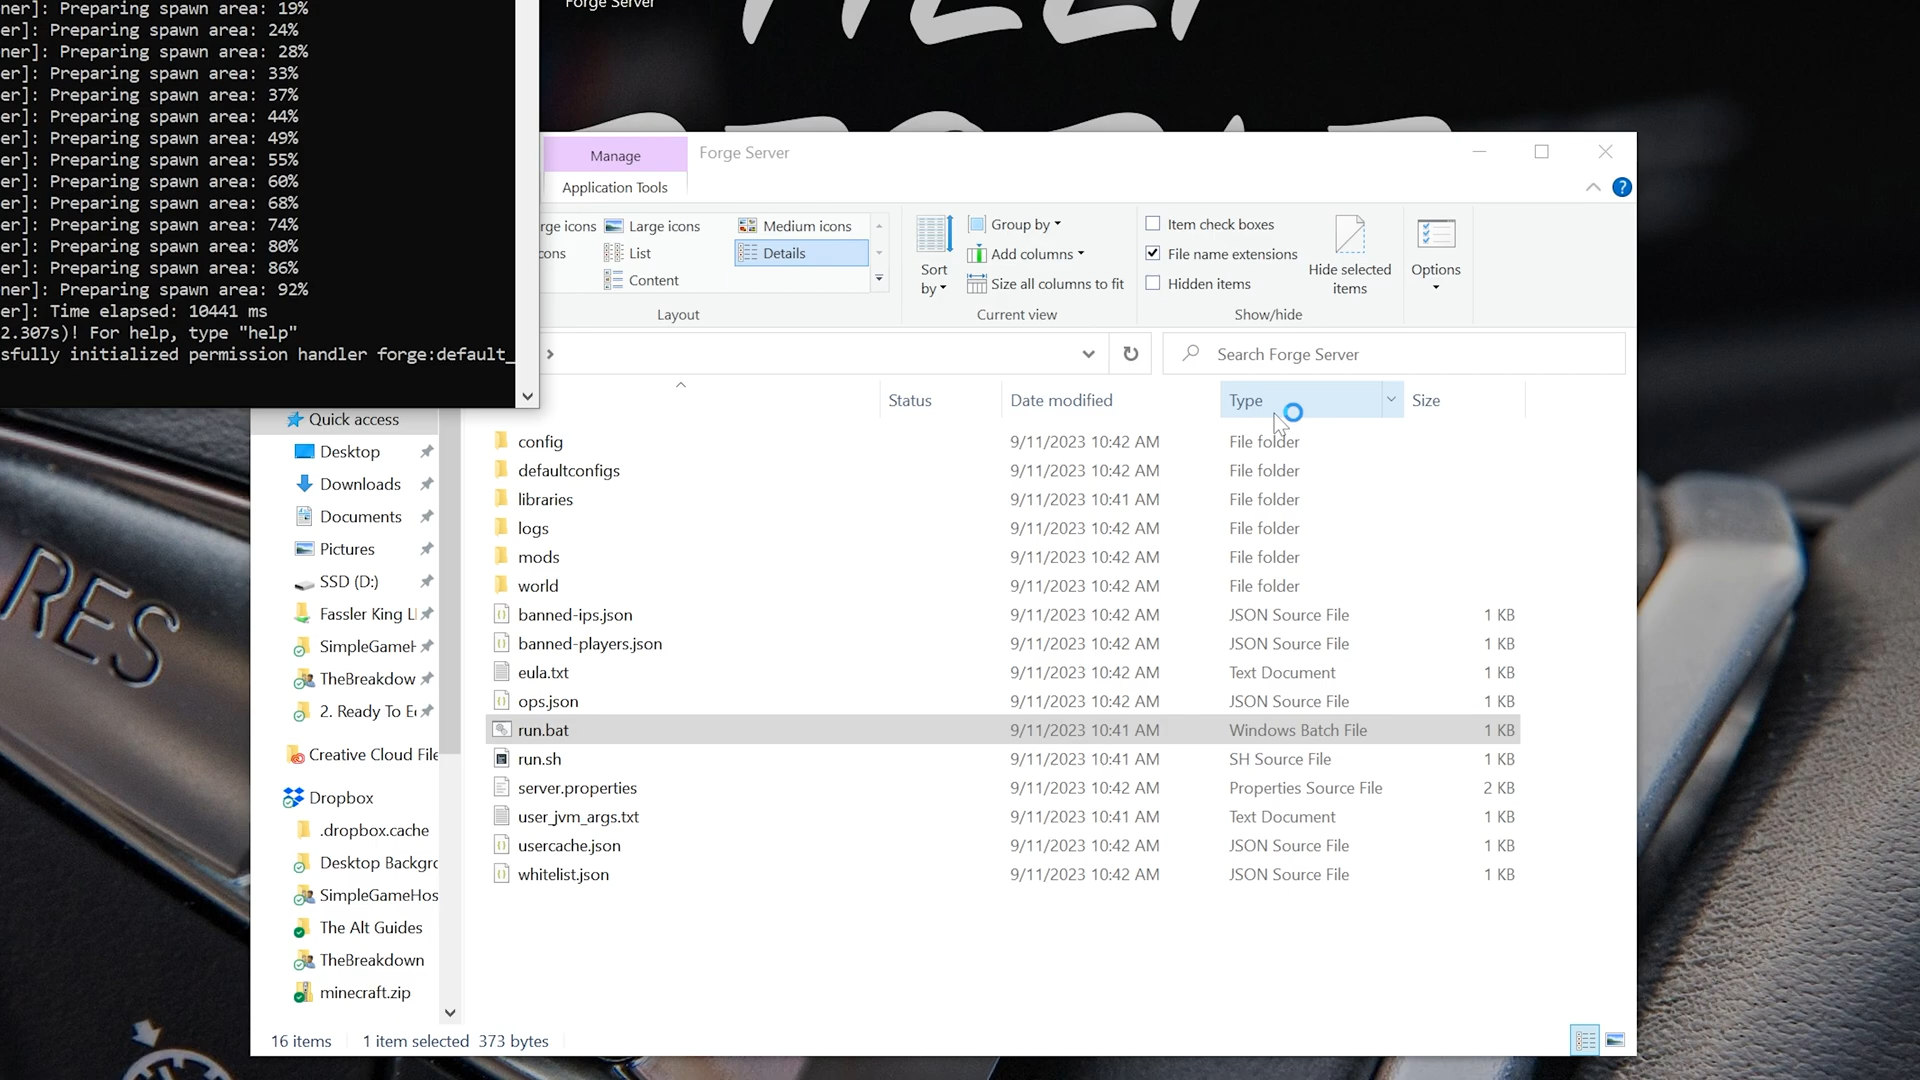 ner]: Preparing spawn area: 19%
er]: Preparing spawn area: 24%
ner]: Preparing spawn area: 28%
er]: Preparing spawn area: 33%
er]: Preparing spawn area: 37%
er]: Preparing spawn area: 44%
er]: Preparing spawn area: 49%
er]: Preparing spawn area: 55%
er]: Preparing spawn area: 60%
er]: Preparing spawn area: 68%
er]: Preparing spawn area: 74%
er]: Preparing spawn area: 80%
er]: Preparing spawn area: 86%
ner]: Preparing spawn area: 92%
er]: Time elapsed: 10441 ms
2.307s)! For help, type "help"
sfully initialized permission handler forge:default_
Forge Server
HELP
Manage
Forge Server
Application Tools
rge icons
Large icons
Medium icons
cons
List
Details
Content
Layout
Sort by
Group by
Add columns
Size all columns to fit
Current view
Item check boxes
File name extensions
Hidden items
Hide selected items
Show/hide
Options
Search Forge Server
Status Date modified Type Size
Quick access
Desktop
Downloads
Documents
Pictures
SSD (D:)
Fassler King Ll
SimpleGameH
TheBreakdow
2. Ready To E
Creative Cloud File
Dropbox
.dropbox.cache
Desktop Backgro
SimpleGameHos
The Alt Guides
TheBreakdown
minecraft.zip
config 9/11/2023 10:42 AM File folder
defaultconfigs 9/11/2023 10:42 AM File folder
libraries 9/11/2023 10:41 AM File folder
logs 9/11/2023 10:42 AM File folder
mods 9/11/2023 10:42 AM File folder
world 9/11/2023 10:42 AM File folder
banned-ips.json 9/11/2023 10:42 AM JSON Source File 1 KB
banned-players.json 9/11/2023 10:42 AM JSON Source File 1 KB
eula.txt 9/11/2023 10:42 AM Text Document 1 KB
ops.json 9/11/2023 10:42 AM JSON Source File 1 KB
run.bat 9/11/2023 10:41 AM Windows Batch File 1 KB
run.sh 9/11/2023 10:41 AM SH Source File 1 KB
server.properties 9/11/2023 10:42 AM Properties Source File 2 KB
user_jvm_args.txt 9/11/2023 10:41 AM Text Document 1 KB
usercache.json 9/11/2023 10:42 AM JSON Source File 1 KB
whitelist.json 9/11/2023 10:42 AM JSON Source File 1 KB
16 items 1 item selected 373 bytes
RES